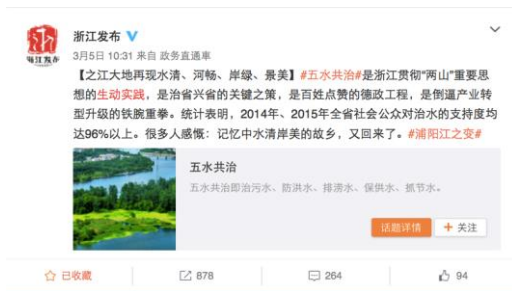 浙江发布
浙江发布
3月5日 10:31 来自 政务直通车
【之江大地再现水清、河畅、岸绿、景美】#五水共治#是浙江贯彻“两山”重要思
想的生动实践，是治省兴省的关键之策，是百姓点赞的德政工程，是倒逼产业转
型升级的铁腕重拳。统计表明，2014年、2015年全省社会公众对治水的支持度均
达96%以上。很多人感慨：记忆中水清岸美的故乡，又回来了。#浦阳江之变#
五水共治
五水共治即治污水、防洪水、排涝水、保供水、抓节水。
话题详情
+ 关注
已收藏
878
264
94